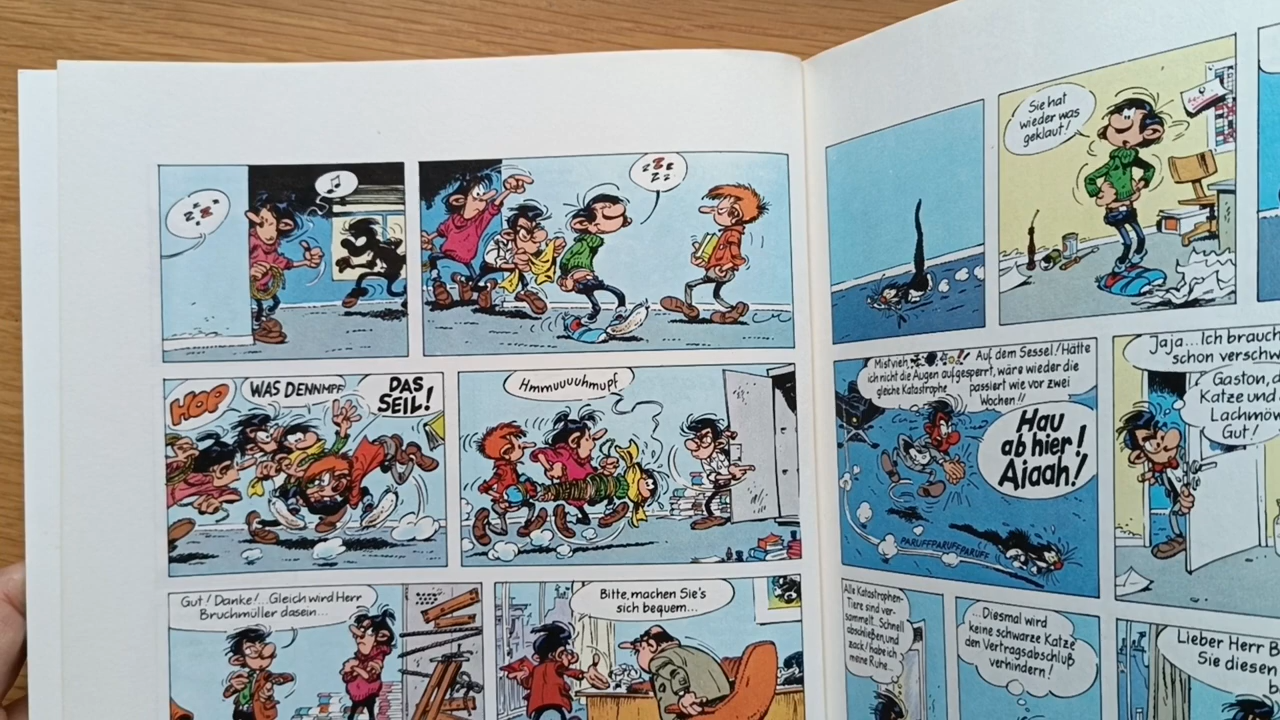 z z z z
z z z z z
HOP
WAS DENNMPF
DAS
SEIL!
Hmmuuuuhmupf
Gut! Danke!.. Gleich wird Herr
Bruchmüller dasein...
Bitte, machen Sie's
sich bequem...
Sie hat
wieder was
geklaut!
Mistvieh, Auf dem Sessel! Hätte
ich nicht die Augen aufgesperrt, wäre wieder die
gleiche Katastrophe passiert wie vor zwei
Wochen!!
Hau
ab hier!
Ajaah!
PARUFFPARUFFPARUFF
Jaja...Ich brauch
schon verschw
Gaston, d
Katze und
Lachmöw
Gut!
Alle Katastrophen-
Tiere sind ver-
sammelt...Schnell
abschließen, und
zack! habe ich
meine Ruhe...
...Diesmal wird
keine schwarze Katze
den Vertragsabschluß
verhindern!
Lieber Herr B
Sie diesen
b